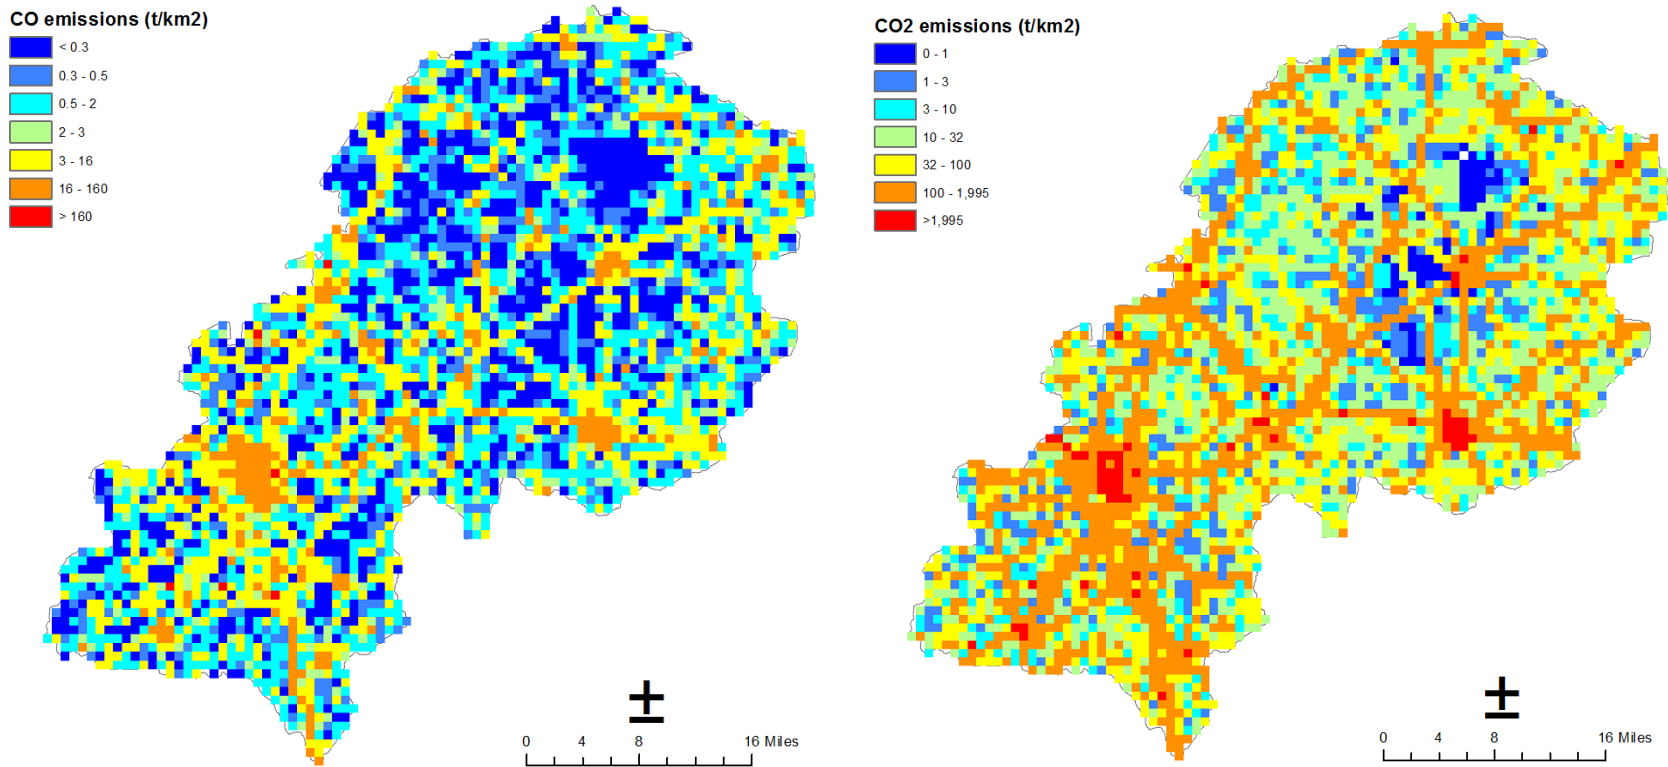 CO emissions (t/km2)
< 0.3
0.3 - 0.5
0.5 - 2
2 - 3
3 - 16
16 - 160
> 160
0 4 8 16 Miles
CO2 emissions (t/km2)
0 - 1
1 - 3
3 - 10
10 - 32
32 - 100
100 - 1,995
>1,995
0 4 8 16 Miles